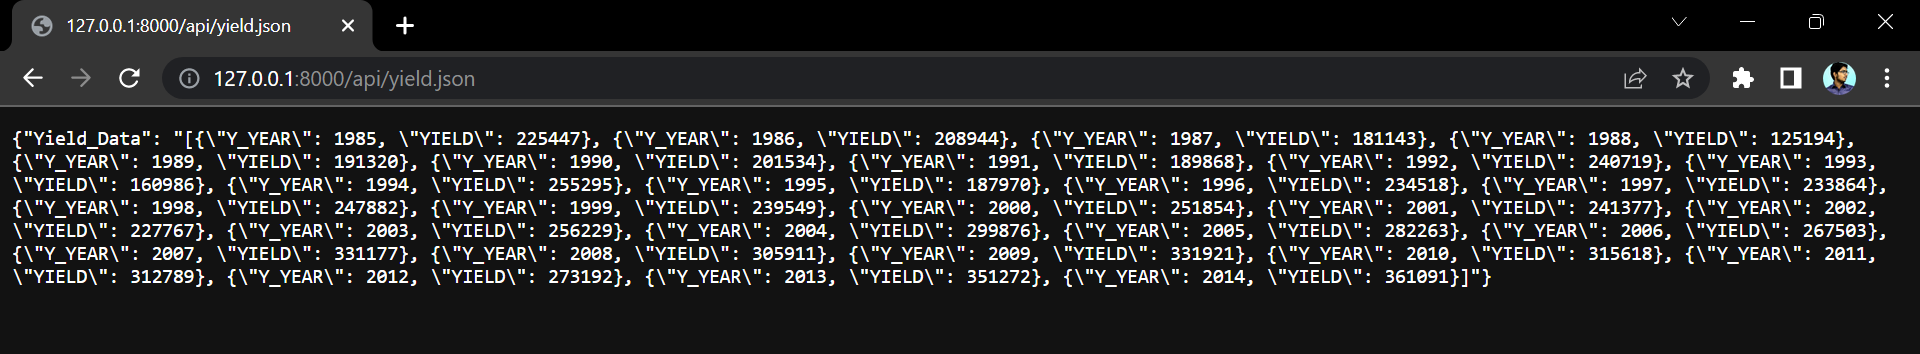 127.0.0.1:8000/api/yield.json
127.0.0.1:8000/api/yield.json
{"Yield_Data": "[{\"Y_YEAR\": 1985, \"YIELD\": 225447}, {\"Y_YEAR\": 1986, \"YIELD\": 208944}, {\"Y_YEAR\": 1987, \"YIELD\": 181143}, {\"Y_YEAR\": 1988, \"YIELD\": 125194},
{\"Y_YEAR\": 1989, \"YIELD\": 191320}, {\"Y_YEAR\": 1990, \"YIELD\": 201534}, {\"Y_YEAR\": 1991, \"YIELD\": 189868}, {\"Y_YEAR\": 1992, \"YIELD\": 240719}, {\"Y_YEAR\": 1993,
\"YIELD\": 160986}, {\"Y_YEAR\": 1994, \"YIELD\": 255295}, {\"Y_YEAR\": 1995, \"YIELD\": 187970}, {\"Y_YEAR\": 1996, \"YIELD\": 234518}, {\"Y_YEAR\": 1997, \"YIELD\": 233864},
{\"Y_YEAR\": 1998, \"YIELD\": 247882}, {\"Y_YEAR\": 1999, \"YIELD\": 239549}, {\"Y_YEAR\": 2000, \"YIELD\": 251854}, {\"Y_YEAR\": 2001, \"YIELD\": 241377}, {\"Y_YEAR\": 2002,
\"YIELD\": 227767}, {\"Y_YEAR\": 2003, \"YIELD\": 256229}, {\"Y_YEAR\": 2004, \"YIELD\": 299876}, {\"Y_YEAR\": 2005, \"YIELD\": 282263}, {\"Y_YEAR\": 2006, \"YIELD\": 267503},
{\"Y_YEAR\": 2007, \"YIELD\": 331177}, {\"Y_YEAR\": 2008, \"YIELD\": 305911}, {\"Y_YEAR\": 2009, \"YIELD\": 331921}, {\"Y_YEAR\": 2010, \"YIELD\": 315618}, {\"Y_YEAR\": 2011,
\"YIELD\": 312789}, {\"Y_YEAR\": 2012, \"YIELD\": 273192}, {\"Y_YEAR\": 2013, \"YIELD\": 351272}, {\"Y_YEAR\": 2014, \"YIELD\": 361091}]"}